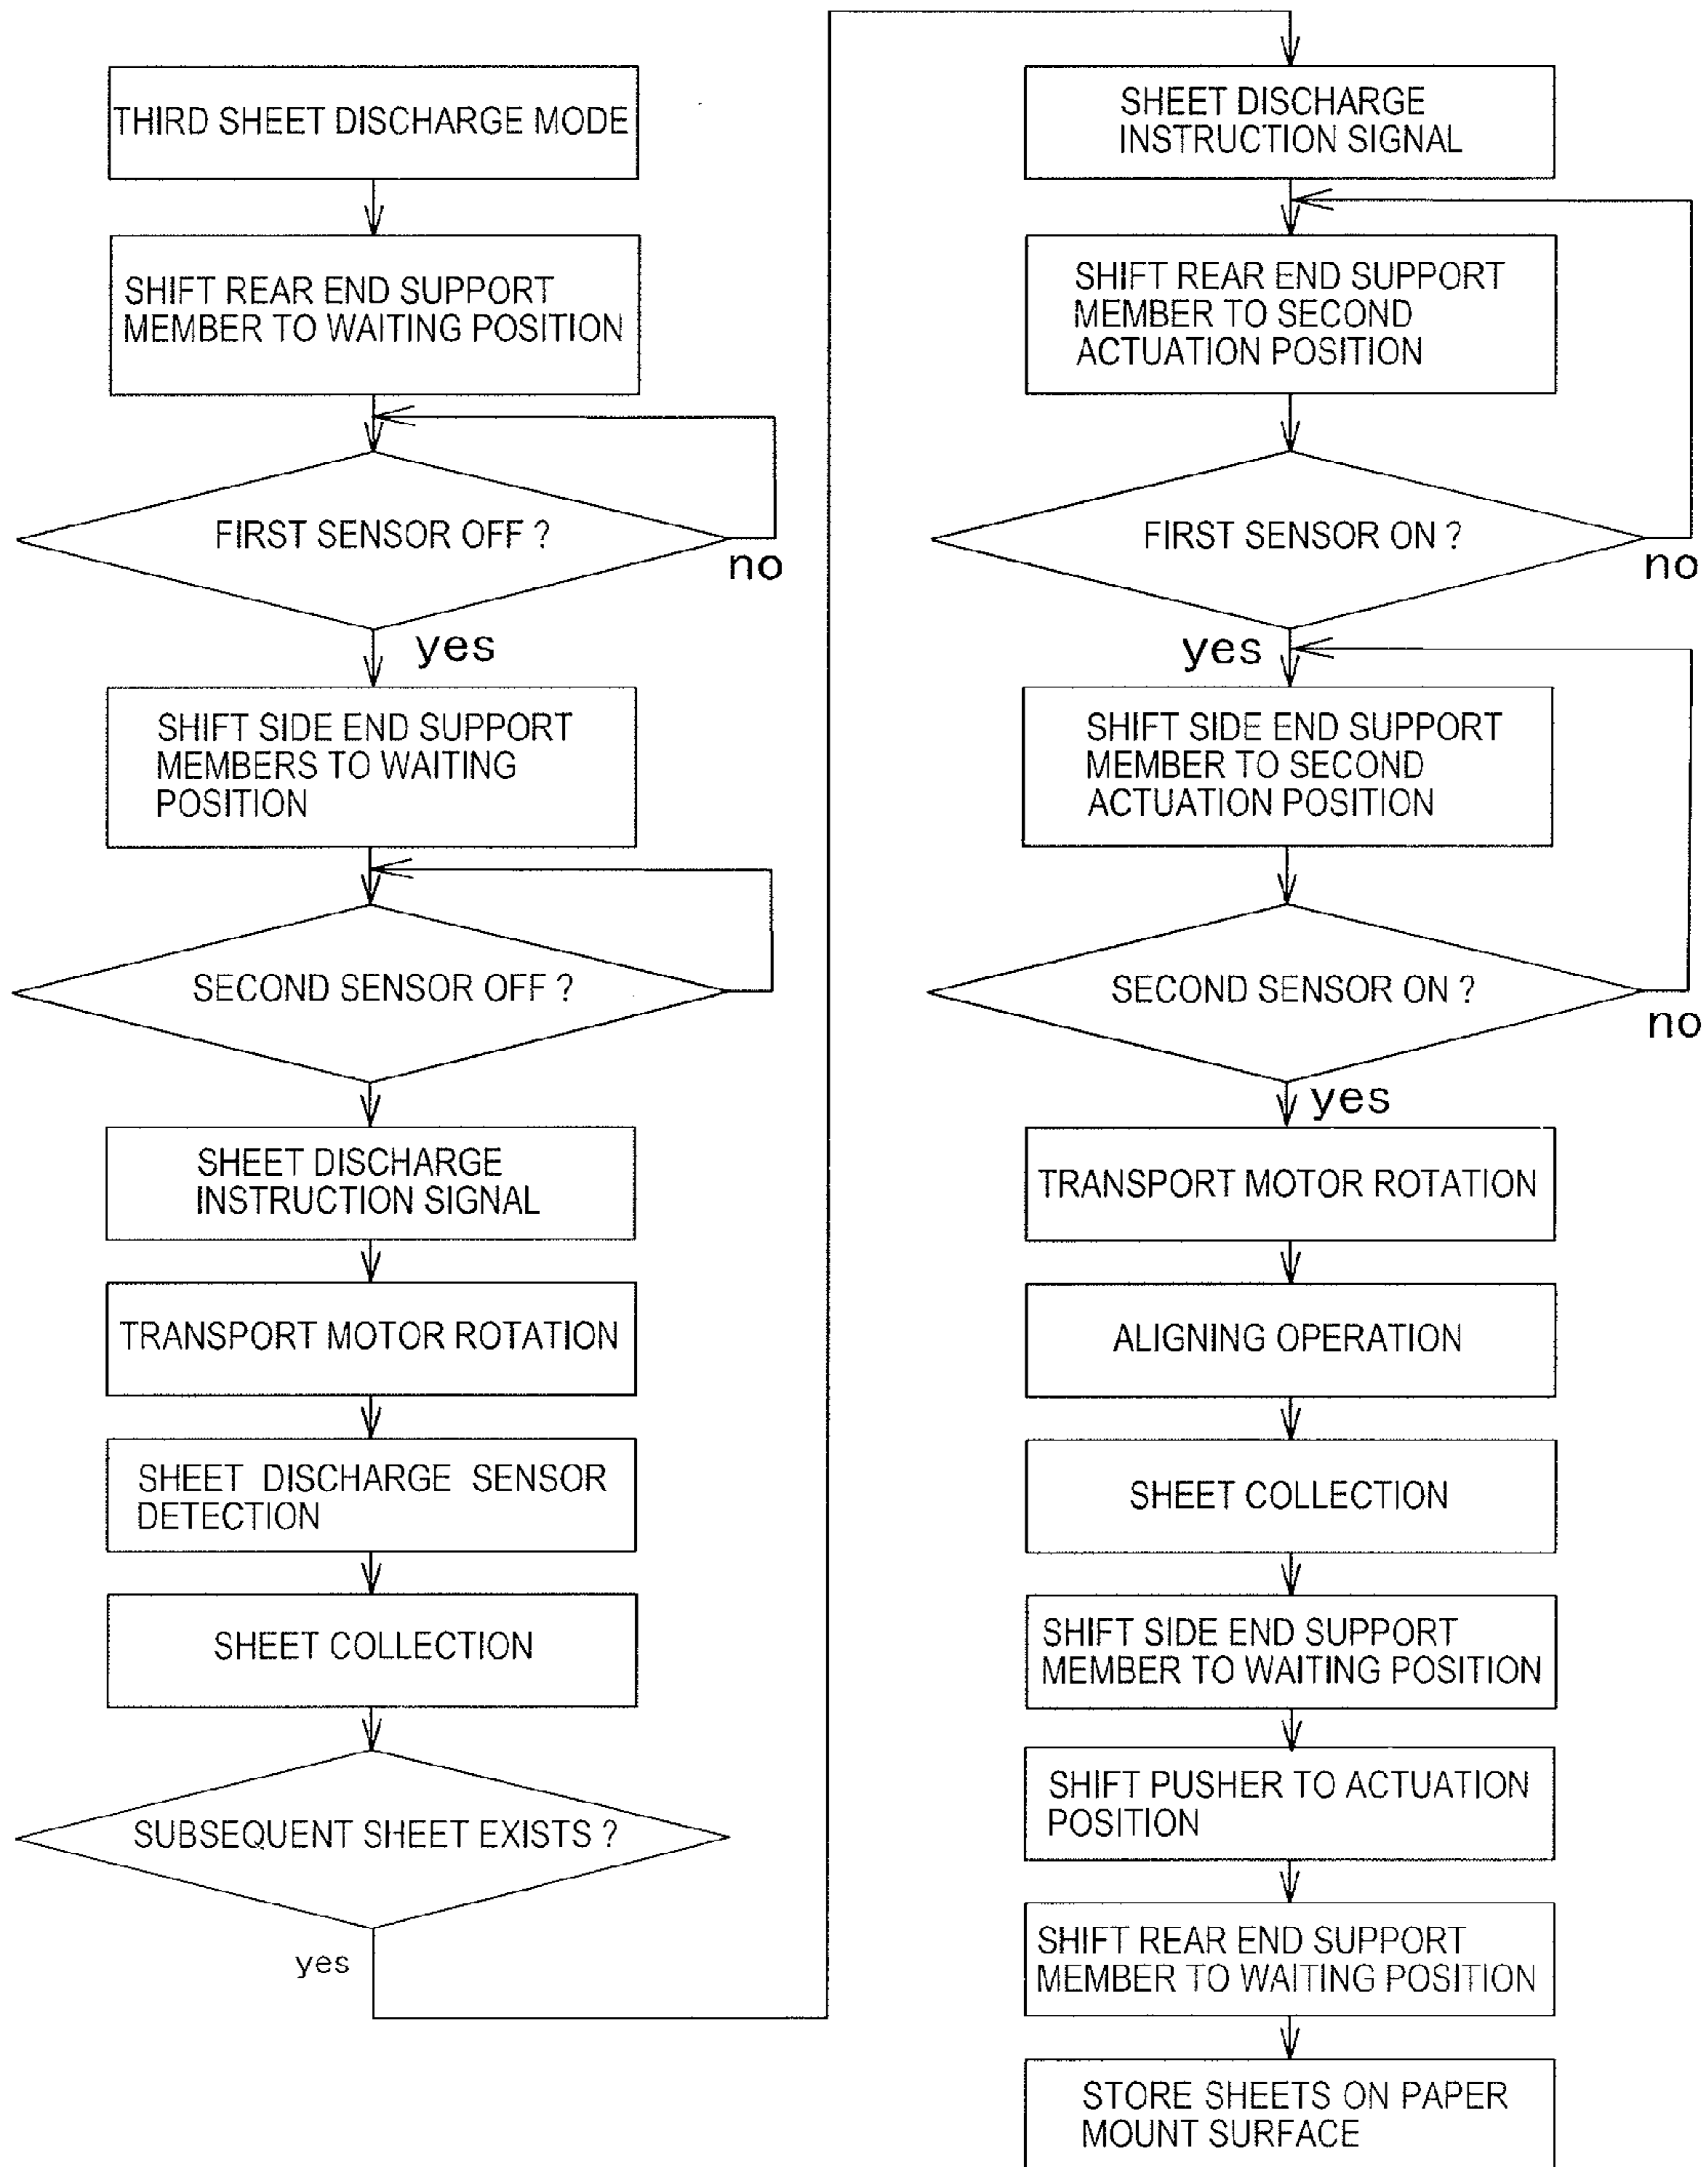 THIRD SHEET DISCHARGE MODE
SHIFT REAR END SUPPORT
MEMBER TO WAITING POSITION
FIRST SENSOR OFF ?
no
yes
SHIFT SIDE END SUPPORT
MEMBERS TO WAITING
POSITION
SECOND SENSOR OFF ?
SHEET DISCHARGE
INSTRUCTION SIGNAL
TRANSPORT MOTOR ROTATION
SHEET DISCHARGE SENSOR
DETECTION
SHEET COLLECTION
SUBSEQUENT SHEET EXISTS ?
yes
SHEET DISCHARGE
INSTRUCTION SIGNAL
SHIFT REAR END SUPPORT
MEMBER TO SECOND
ACTUATION POSITION
FIRST SENSOR ON ?
no
yes
SHIFT SIDE END SUPPORT
MEMBER TO SECOND
ACTUATION POSITION
SECOND SENSOR ON ?
no
yes
TRANSPORT MOTOR ROTATION
ALIGNING OPERATION
SHEET COLLECTION
SHIFT SIDE END SUPPORT
MEMBER TO WAITING POSITION
SHIFT PUSHER TO ACTUATION
POSITION
SHIFT REAR END SUPPORT
MEMBER TO WAITING POSITION
STORE SHEETS ON PAPER
MOUNT SURFACE